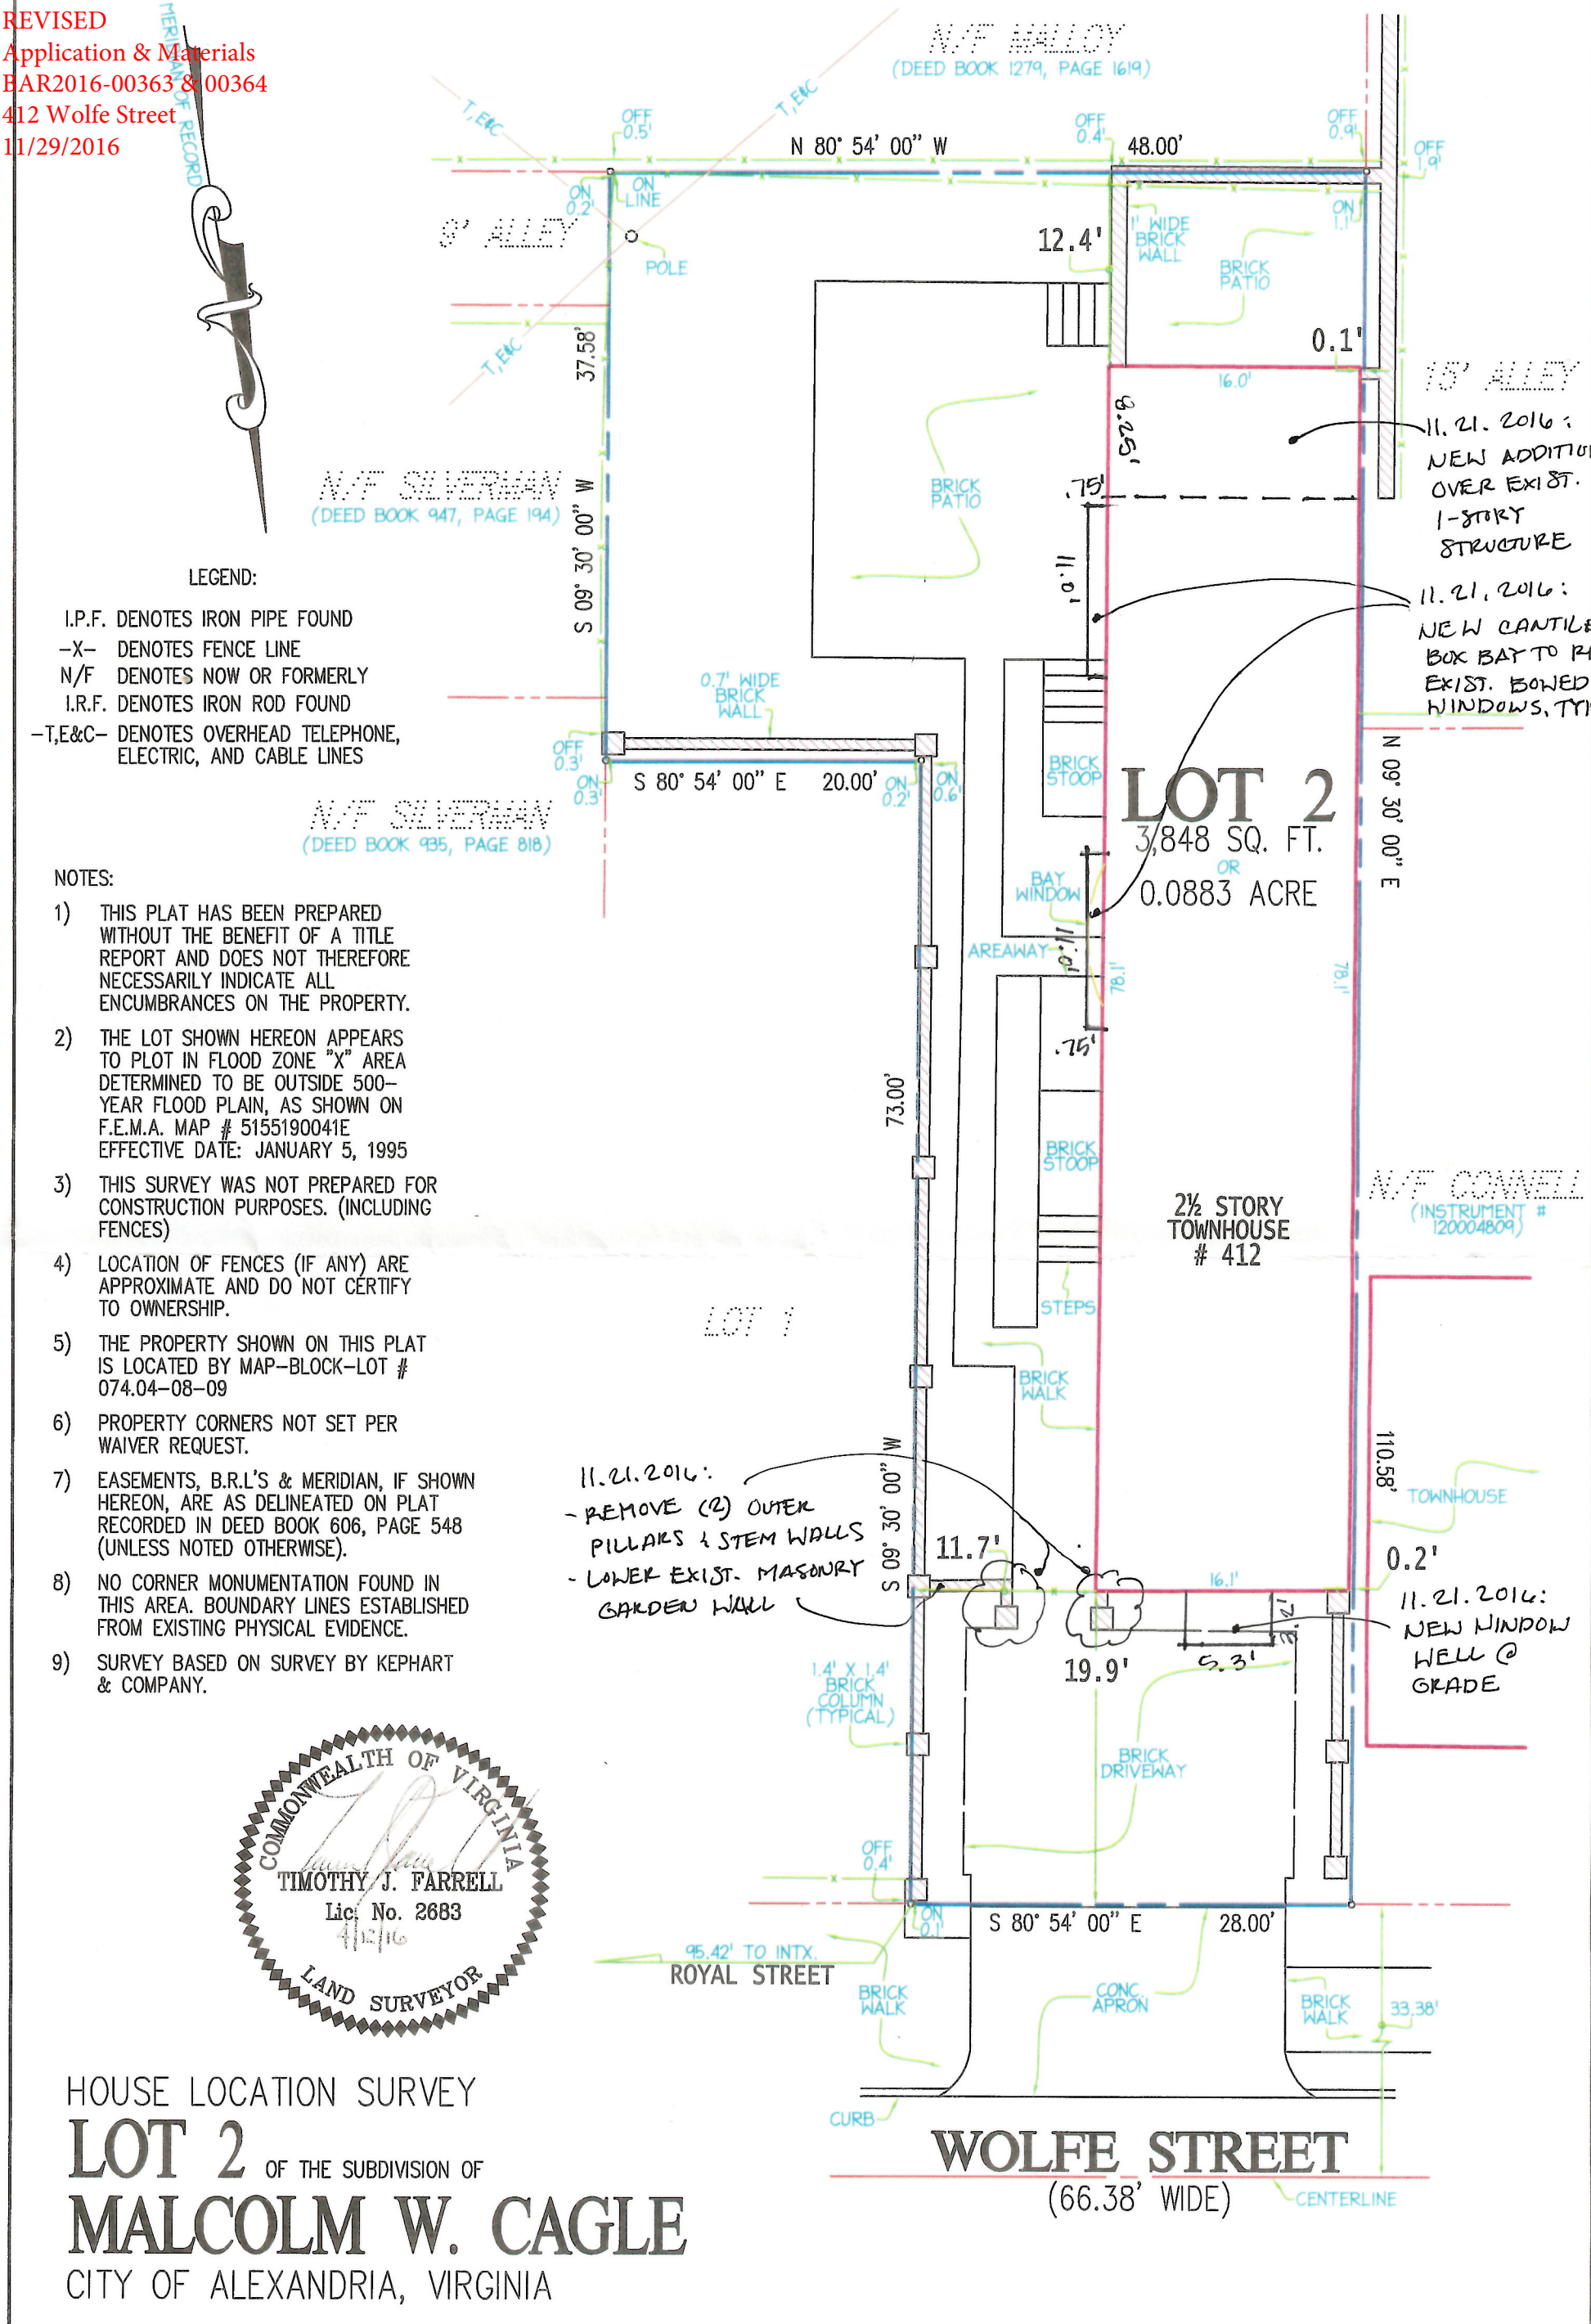 REVISED
Application & Materials
BAR2016-00363 & 00364
412 Wolfe Street
11/29/2016
MERIDIAN OF RECORD
N/F MALLOY
(DEED BOOK 1279, PAGE 1619)
T,E&C
T,E&C
OFF
0.5'
N 80° 54' 00" W
OFF
0.4'
48.00'
OFF
0.9'
OFF
1.9'
ON
0.2'
ON
LINE
8' ALLEY
POLE
12.4'
1' WIDE
BRICK
WALL
BRICK
PATIO
ON
1.1'
T,E&C
37.58'
0.1'
16.0'
15' ALLEY
8.25'
11.21.2016:
NEW ADDITIO
OVER EXIST.
1-STORY
STRUCTURE
N/F SILVERMAN
(DEED BOOK 947, PAGE 194)
S 09° 30' 00" W
BRICK
PATIO
.75'
11.0'
11.21.2016:
NEW CANTILE
BOX BAY TO R
EXIST. BOWED
WINDOWS, TYP
LEGEND:
I.P.F. DENOTES IRON PIPE FOUND
-X- DENOTES FENCE LINE
N/F DENOTES NOW OR FORMERLY
I.R.F. DENOTES IRON ROD FOUND
-T,E&C- DENOTES OVERHEAD TELEPHONE,
ELECTRIC, AND CABLE LINES
0.7' WIDE
BRICK
WALL
OFF
0.3'
ON
0.3'
S 80° 54' 00" E 20.00'
ON
0.2'
ON
0.6'
BRICK
STOOP
LOT 2
3,848 SQ. FT.
OR
0.0883 ACRE
N 09° 30' 00" E
N/F SILVERMAN
(DEED BOOK 935, PAGE 818)
BAY
WINDOW
AREAWAY
11.0'
78.1'
78.1'
.75'
73.00'
BRICK
STOOP
2½ STORY
TOWNHOUSE
# 412
N/F CONNELL
(INSTRUMENT #
120004809)
STEPS
LOT 1
BRICK
WALK
NOTES:
1) THIS PLAT HAS BEEN PREPARED
WITHOUT THE BENEFIT OF A TITLE
REPORT AND DOES NOT THEREFORE
NECESSARILY INDICATE ALL
ENCUMBRANCES ON THE PROPERTY.
2) THE LOT SHOWN HEREON APPEARS
TO PLOT IN FLOOD ZONE "X" AREA
DETERMINED TO BE OUTSIDE 500-
YEAR FLOOD PLAIN, AS SHOWN ON
F.E.M.A. MAP # 5155190041E
EFFECTIVE DATE: JANUARY 5, 1995
3) THIS SURVEY WAS NOT PREPARED FOR
CONSTRUCTION PURPOSES. (INCLUDING
FENCES)
4) LOCATION OF FENCES (IF ANY) ARE
APPROXIMATE AND DO NOT CERTIFY
TO OWNERSHIP.
5) THE PROPERTY SHOWN ON THIS PLAT
IS LOCATED BY MAP-BLOCK-LOT #
074.04-08-09
6) PROPERTY CORNERS NOT SET PER
WAIVER REQUEST.
7) EASEMENTS, B.R.L'S & MERIDIAN, IF SHOWN
HEREON, ARE AS DELINEATED ON PLAT
RECORDED IN DEED BOOK 606, PAGE 548
(UNLESS NOTED OTHERWISE).
8) NO CORNER MONUMENTATION FOUND IN
THIS AREA. BOUNDARY LINES ESTABLISHED
FROM EXISTING PHYSICAL EVIDENCE.
9) SURVEY BASED ON SURVEY BY KEPHART
& COMPANY.
11.21.2016:
- REMOVE (2) OUTER
PILLARS & STEM WALLS
- LOWER EXIST. MASONRY
GARDEN WALL
S 09° 30' 00" W
11.7'
16.1'
110.58'
TOWNHOUSE
0.2'
11.21.2016:
NEW WINDOW
WELL @
GRADE
3.2'
5.3'
19.9'
1.4' X 1.4'
BRICK
COLUMN
(TYPICAL)
BRICK
DRIVEWAY
OFF
0.4'
ON
0.1'
S 80° 54' 00" E 28.00'
95.42' TO INTX.
ROYAL STREET
BRICK
WALK
CONC.
APRON
BRICK
WALK
33.38'
CURB
WOLFE STREET
(66.38' WIDE)
CENTERLINE
COMMONWEALTH OF VIRGINIA
TIMOTHY J. FARRELL
Lic. No. 2683
4/12/16
LAND SURVEYOR
HOUSE LOCATION SURVEY
LOT 2 OF THE SUBDIVISION OF
MALCOLM W. CAGLE
CITY OF ALEXANDRIA, VIRGINIA